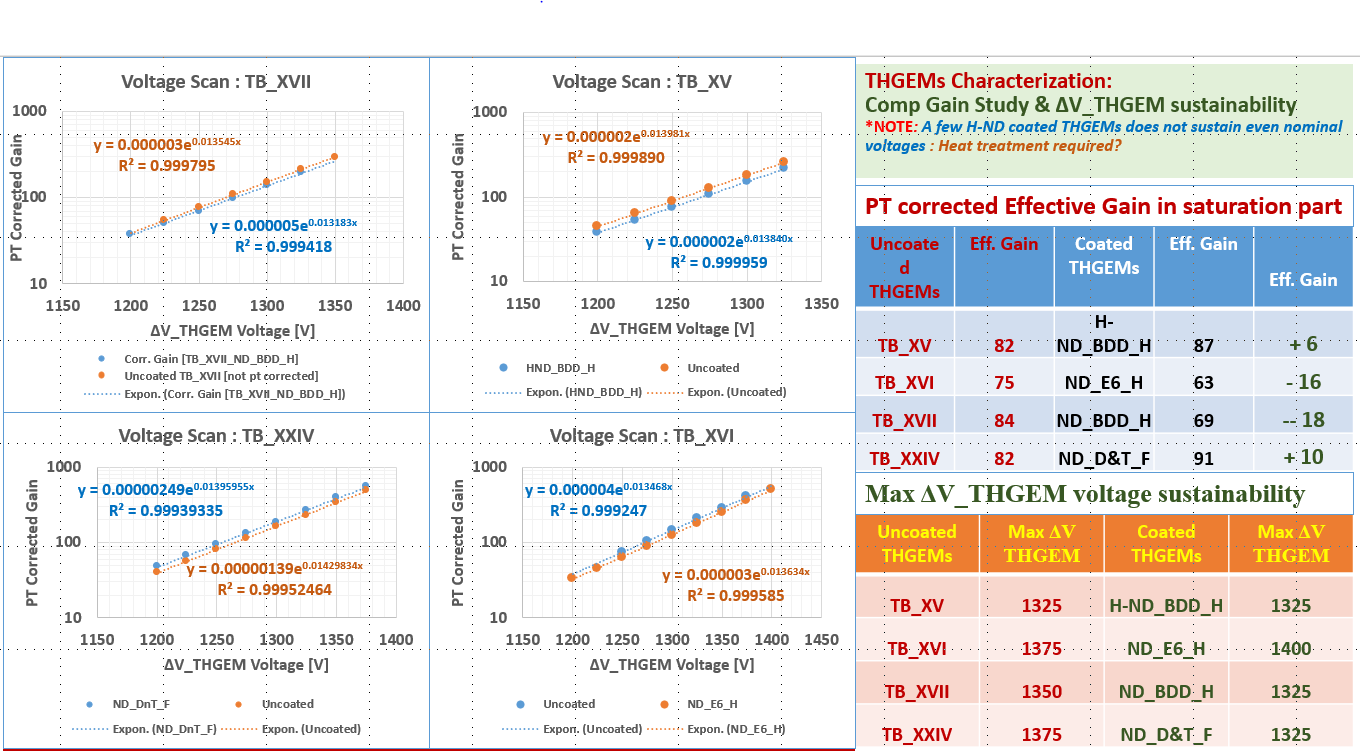 Voltage Scan : TB_XVII
PT Corrected Gain
1000
100
10
y = 0.000003e^0.013545x
R² = 0.999795
y = 0.000005e^0.013183x
R² = 0.999418
1150 1200 1250 1300 1350 1400
ΔV_THGEM Voltage [V]
Corr. Gain [TB_XVII_ND_BDD_H]
Uncoated TB_XVII [not pt corrected]
Expon. (Corr. Gain [TB_XVII_ND_BDD_H])
Voltage Scan : TB_XV
PT Corrected Gain
1000
100
10
y = 0.000002e^0.013981x
R² = 0.999890
y = 0.000002e^0.013840x
R² = 0.999959
1150 1200 1250 1300 1350
ΔV_THGEM Voltage [V]
HND_BDD_H Uncoated
Expon. (HND_BDD_H) Expon. (Uncoated)
Voltage Scan : TB_XXIV
PT Corrected Gain
1000
100
10
y = 0.00000249e^0.01395955x
R² = 0.99939335
y = 0.00000139e^0.01429834x
R² = 0.99952464
1150 1200 1250 1300 1350 1400
ΔV_THGEM Voltage [V]
ND_DnT_F Uncoated
Expon. (ND_DnT_F) Expon. (Uncoated)
Voltage Scan : TB_XVI
PT Corrected Gain
1000
100
10
y = 0.000004e^0.013468x
R² = 0.999247
y = 0.000003e^0.013634x
R² = 0.999585
1150 1200 1250 1300 1350 1400 1450
ΔV_THGEM Voltage [V]
Uncoated ND_E6_H
Expon. (Uncoated) Expon. (ND_E6_H)
THGEMs Characterization:
Comp Gain Study & ΔV_THGEM sustainability
*NOTE: A few H-ND coated THGEMs does not sustain even nominal
voltages : Heat treatment required?
PT corrected Effective Gain in saturation part
Uncoate
d
THGEMs
Eff. Gain
Coated
THGEMs
Eff. Gain
Eff. Gain
TB_XV 82 H-
ND_BDD_H 87 + 6
TB_XVI 75 ND_E6_H 63 - 16
TB_XVII 84 ND_BDD_H 69 -- 18
TB_XXIV 82 ND_D&T_F 91 + 10
Max ΔV_THGEM voltage sustainability
Uncoated
THGEMs
Max ΔV
THGEM
Coated
THGEMs
Max ΔV
THGEM
TB_XV 1325 H-ND_BDD_H 1325
TB_XVI 1375 ND_E6_H 1400
TB_XVII 1350 ND_BDD_H 1325
TB_XXIV 1375 ND_D&T_F 1325